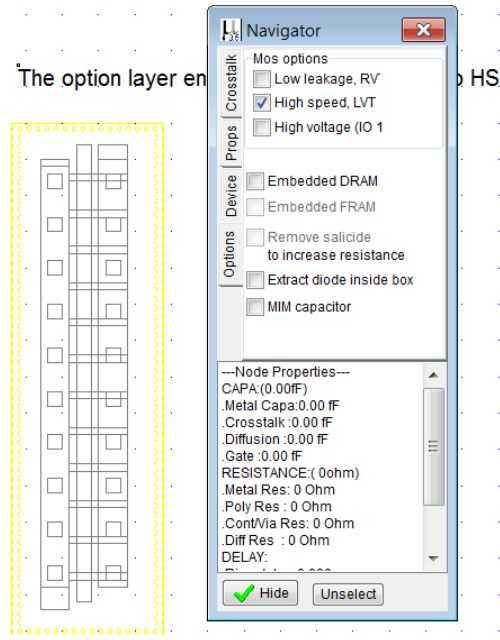 Navigator
The option layer en
o HS
Crosstalk
Props
Device
Options
Mos options
Low leakage, RV
High speed, LVT
High voltage (IO 1
Embedded DRAM
Embedded FRAM
Remove salicide
to increase resistance
Extract diode inside box
MIM capacitor
---Node Properties---
CAPA:(0.00fF)
.Metal Capa:0.00 fF
.Crosstalk :0.00 fF
.Diffusion :0.00 fF
.Gate :0.00 fF
RESISTANCE:( 0ohm)
.Metal Res: 0 Ohm
.Poly Res : 0 Ohm
.Cont/Via Res: 0 Ohm
.Diff Res : 0 Ohm
DELAY:
Hide
Unselect